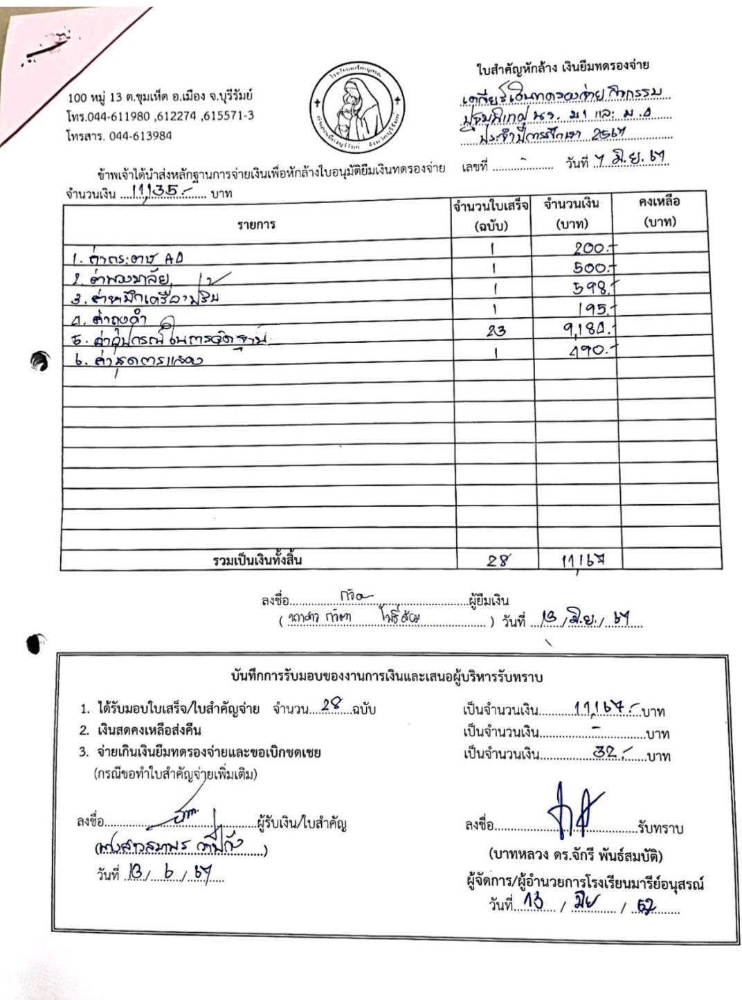 ใบสำคัญหักล้าง เงินยืมทดรองจ่าย
100 หมู่ 13 ต.ชุมเห็ด อ.เมือง จ.บุรีรัมย์
โทร.044-611980 ,612274 ,615571-3
โทรสาร. 044-613984
เคลียร์เงินทดรองจ่าย กิจกรรม
ปฐมนิเทศ นร. ม1 และ ม.4
ประจำปีการศึกษา 2567
ข้าพเจ้าได้นำส่งหลักฐานการจ่ายเงินเพื่อหักล้างใบอนุมัติยืมเงินทดรองจ่าย เลขที่ - วันที่ 7 มิ.ย. 67
จำนวนเงิน 11,135.- บาท
รายการ จำนวนใบเสร็จ (ฉบับ) จำนวนเงิน (บาท) คงเหลือ (บาท)
1. ค่ากระดาษ A4 1 200.-
2. ค่าพวงมาลัย 1 500.-
3. ค่าหมึกเครื่องปริ้น 1 598.-
4. ค่าถุงดำ 1 195.-
5. ค่าอุปกรณ์ในการจัดฐาน 23 9,184.-
6. ค่าชุดการแสดง 1 490.-
รวมเป็นเงินทั้งสิ้น 28 11,167
ลงชื่อ ผู้ยืมเงิน
( นางสาว ) วันที่ 13 / มิ.ย. / 67
บันทึกการรับมอบของงานการเงินและเสนอผู้บริหารรับทราบ
1. ได้รับมอบใบเสร็จ/ใบสำคัญจ่าย จำนวน 28 ฉบับ เป็นจำนวนเงิน 11,167.- บาท
2. เงินสดคงเหลือส่งคืน เป็นจำนวนเงิน - บาท
3. จ่ายเกินเงินยืมทดรองจ่ายและขอเบิกชดเชย เป็นจำนวนเงิน 32.- บาท
(กรณีขอทำใบสำคัญจ่ายเพิ่มเติม)
ลงชื่อ ผู้รับเงิน/ใบสำคัญ ลงชื่อ รับทราบ
(นางสาวสมพร ) (บาทหลวง ดร.จักรี พันธ์สมบัติ)
วันที่ 13 / 6 / 67 ผู้จัดการ/ผู้อำนวยการโรงเรียนมารีย์อนุสรณ์
วันที่ 13 / มิย / 67